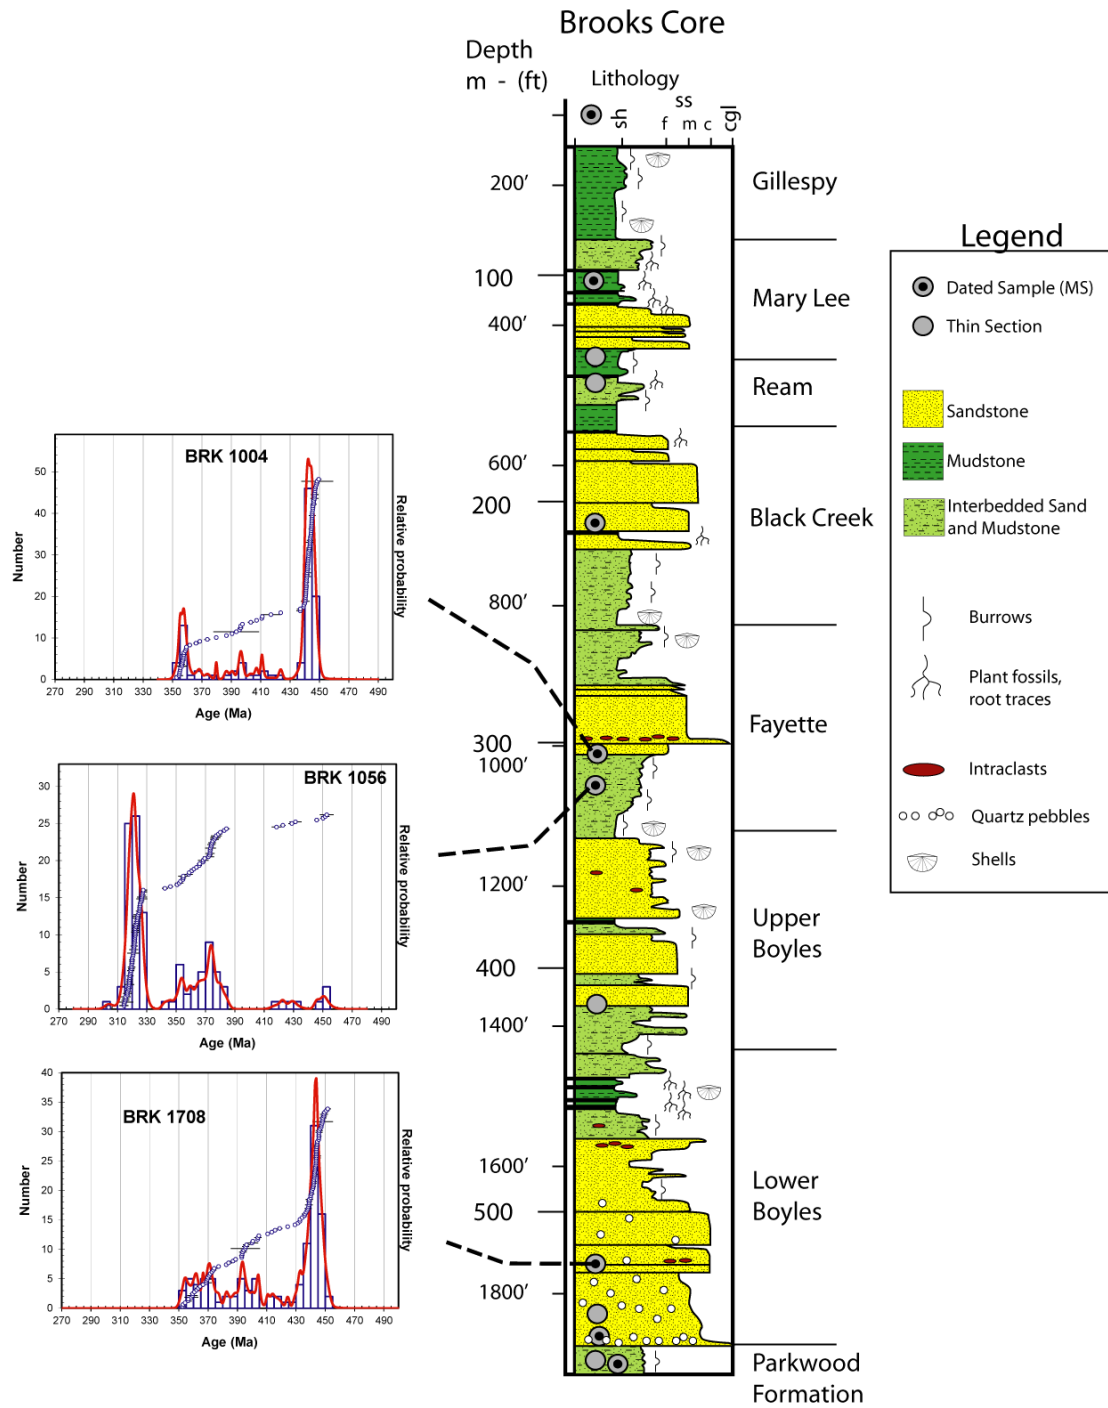 Brooks Core
Depth
m - (ft)
Lithology
sh
ss
f m c
cgl
200'
100
400'
600'
200
800'
300
1000'
1200'
400
1400'
1600'
500
1800'
Gillespy
Mary Lee
Ream
Black Creek
Fayette
Upper
Boyles
Lower
Boyles
Parkwood
Formation
Legend
Dated Sample (MS)
Thin Section
Sandstone
Mudstone
Interbedded Sand
and Mudstone
Burrows
Plant fossils,
root traces
Intraclasts
Quartz pebbles
Shells
BRK 1004
Number
50
40
30
20
10
0
270 290 310 330 350 370 390 410 430 450 470 490
Age (Ma)
Relative probability
BRK 1056
Number
30
25
20
15
10
5
0
270 290 310 330 350 370 390 410 430 450 470 490
Age (Ma)
Relative probability
BRK 1708
Number
40
35
30
25
20
15
10
5
0
270 290 310 330 350 370 390 410 430 450 470 490
Age (Ma)
Relative probability